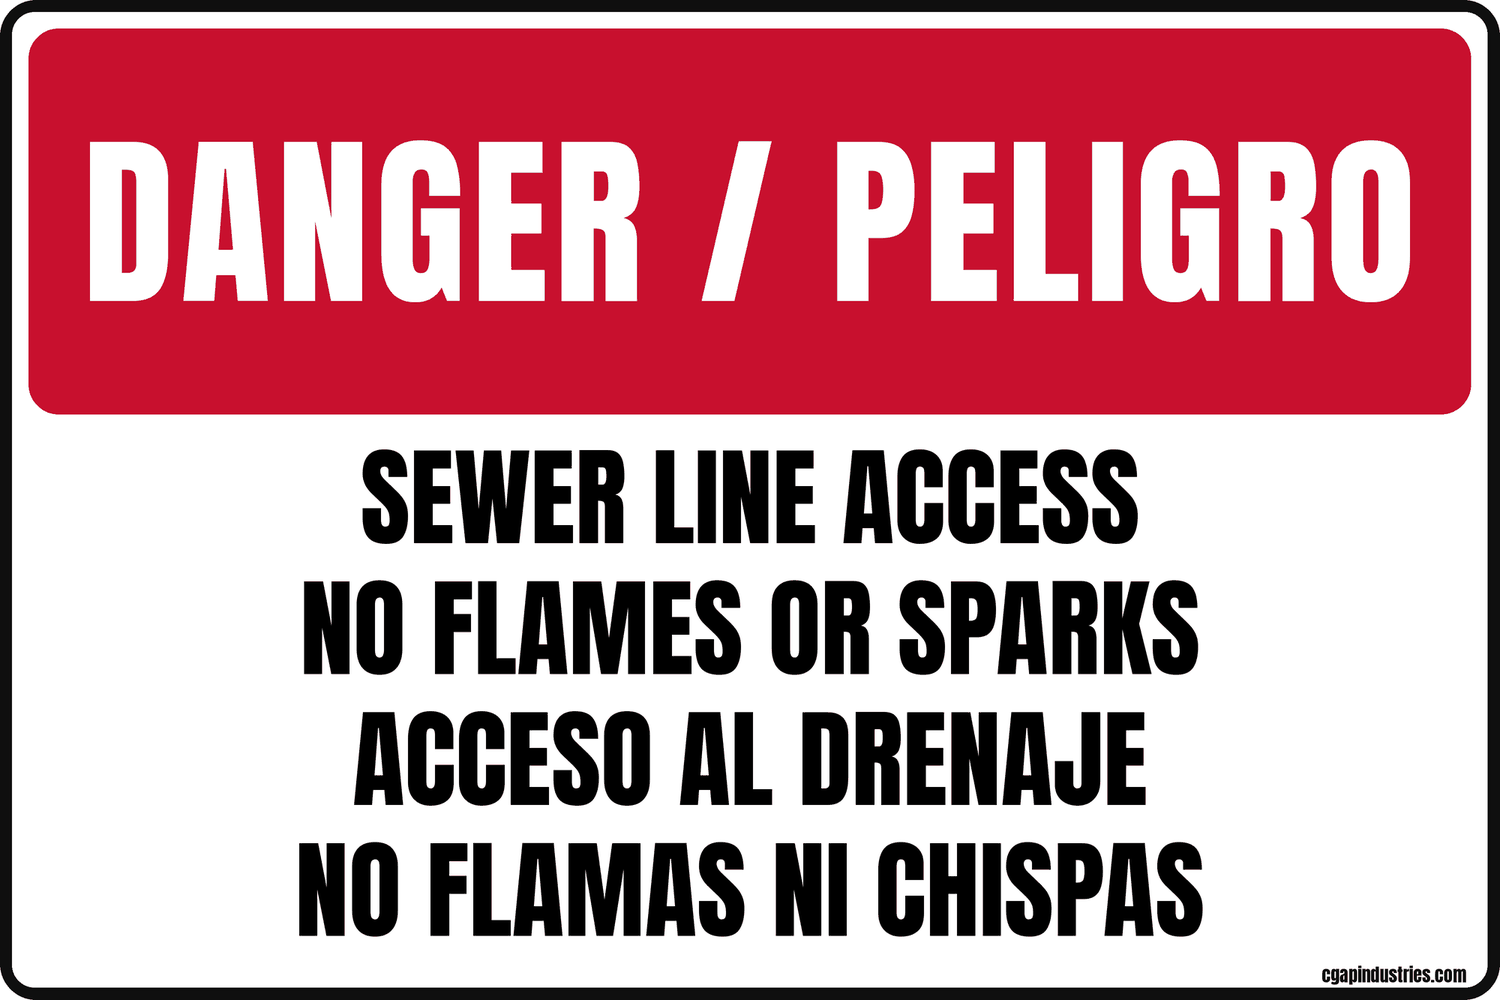 DANGER / PELIGRO
SEWER LINE ACCESS
NO FLAMES OR SPARKS
ACCESO AL DRENAJE
NO FLAMAS NI CHISPAS
cgapindustries.com